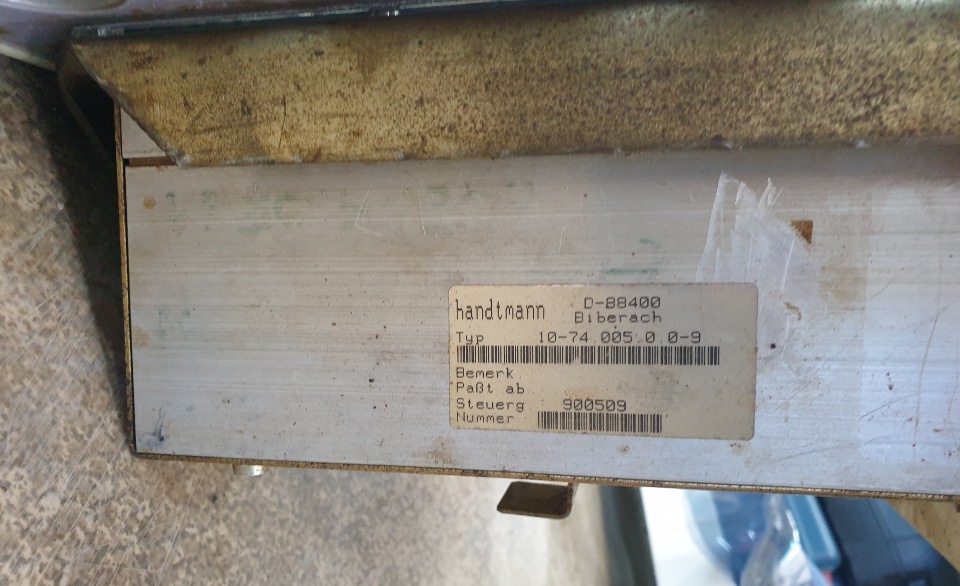 handtmann D-88400
Biberach
Typ 10-74.005.0.0-9
Bemerk
Paßt ab
Steuerg 900509
Nummer